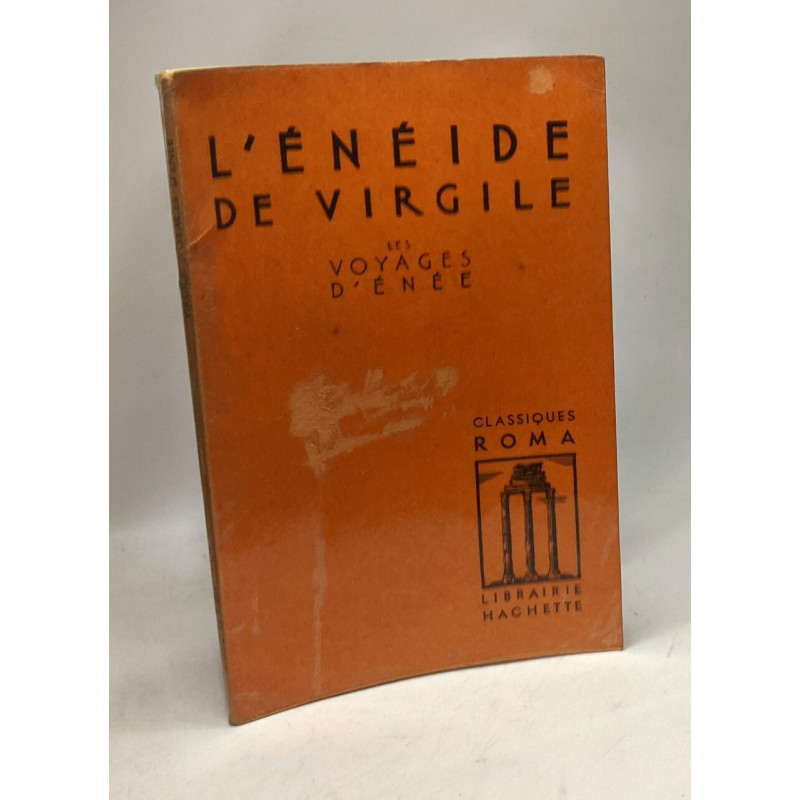 L'ÉNÉIDE
DE VIRGILE
LES
VOYAGES
D'ÉNÉE
CLASSIQUES
ROMA
LIBRAIRIE
HACHETTE